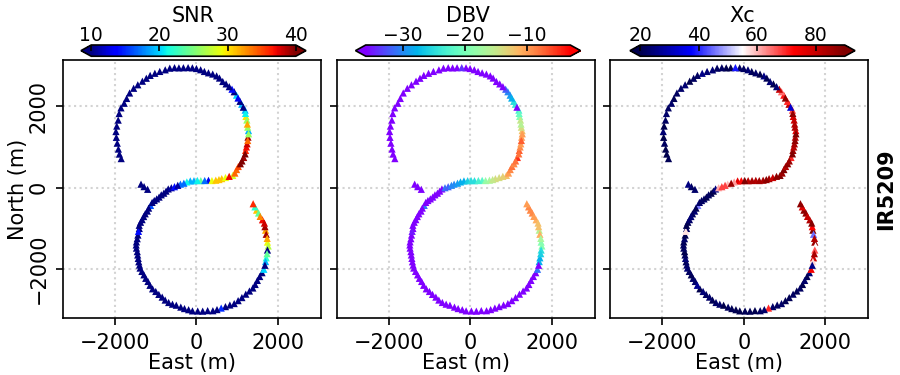 SNR DBV Xc
10 20 30 40 −30 −20 −10 20 40 60 80
2000
0
−2000
North (m)
IR5209
−2000 0 2000 −2000 0 2000 −2000 0 2000
East (m) East (m) East (m)